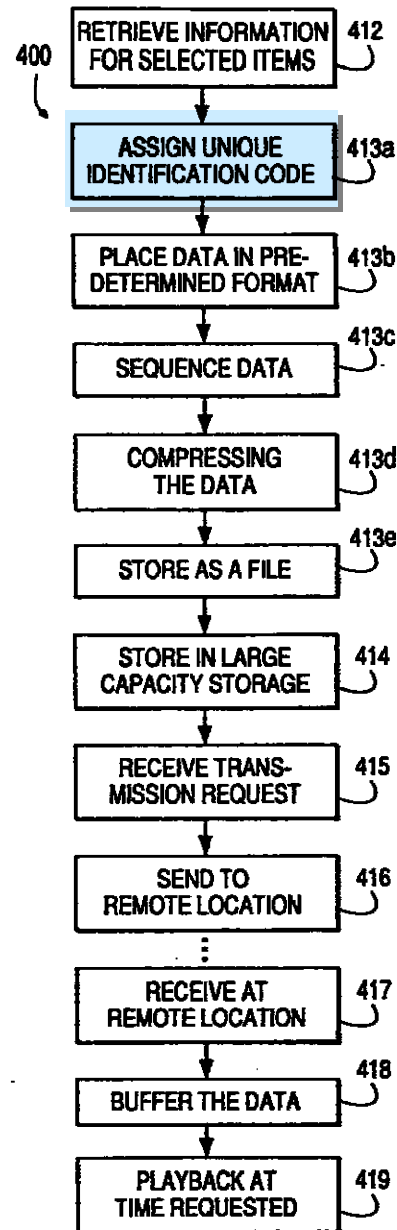 RETRIEVE INFORMATION
FOR SELECTED ITEMS
412
400
ASSIGN UNIQUE
IDENTIFICATION CODE
413a
PLACE DATA IN PRE-
DETERMINED FORMAT
413b
SEQUENCE DATA
413c
COMPRESSING
THE DATA
413d
STORE AS A FILE
413e
STORE IN LARGE
CAPACITY STORAGE
414
RECEIVE TRANS-
MISSION REQUEST
415
SEND TO
REMOTE LOCATION
416
RECEIVE AT
REMOTE LOCATION
417
BUFFER THE DATA
418
PLAYBACK AT
TIME REQUESTED
419